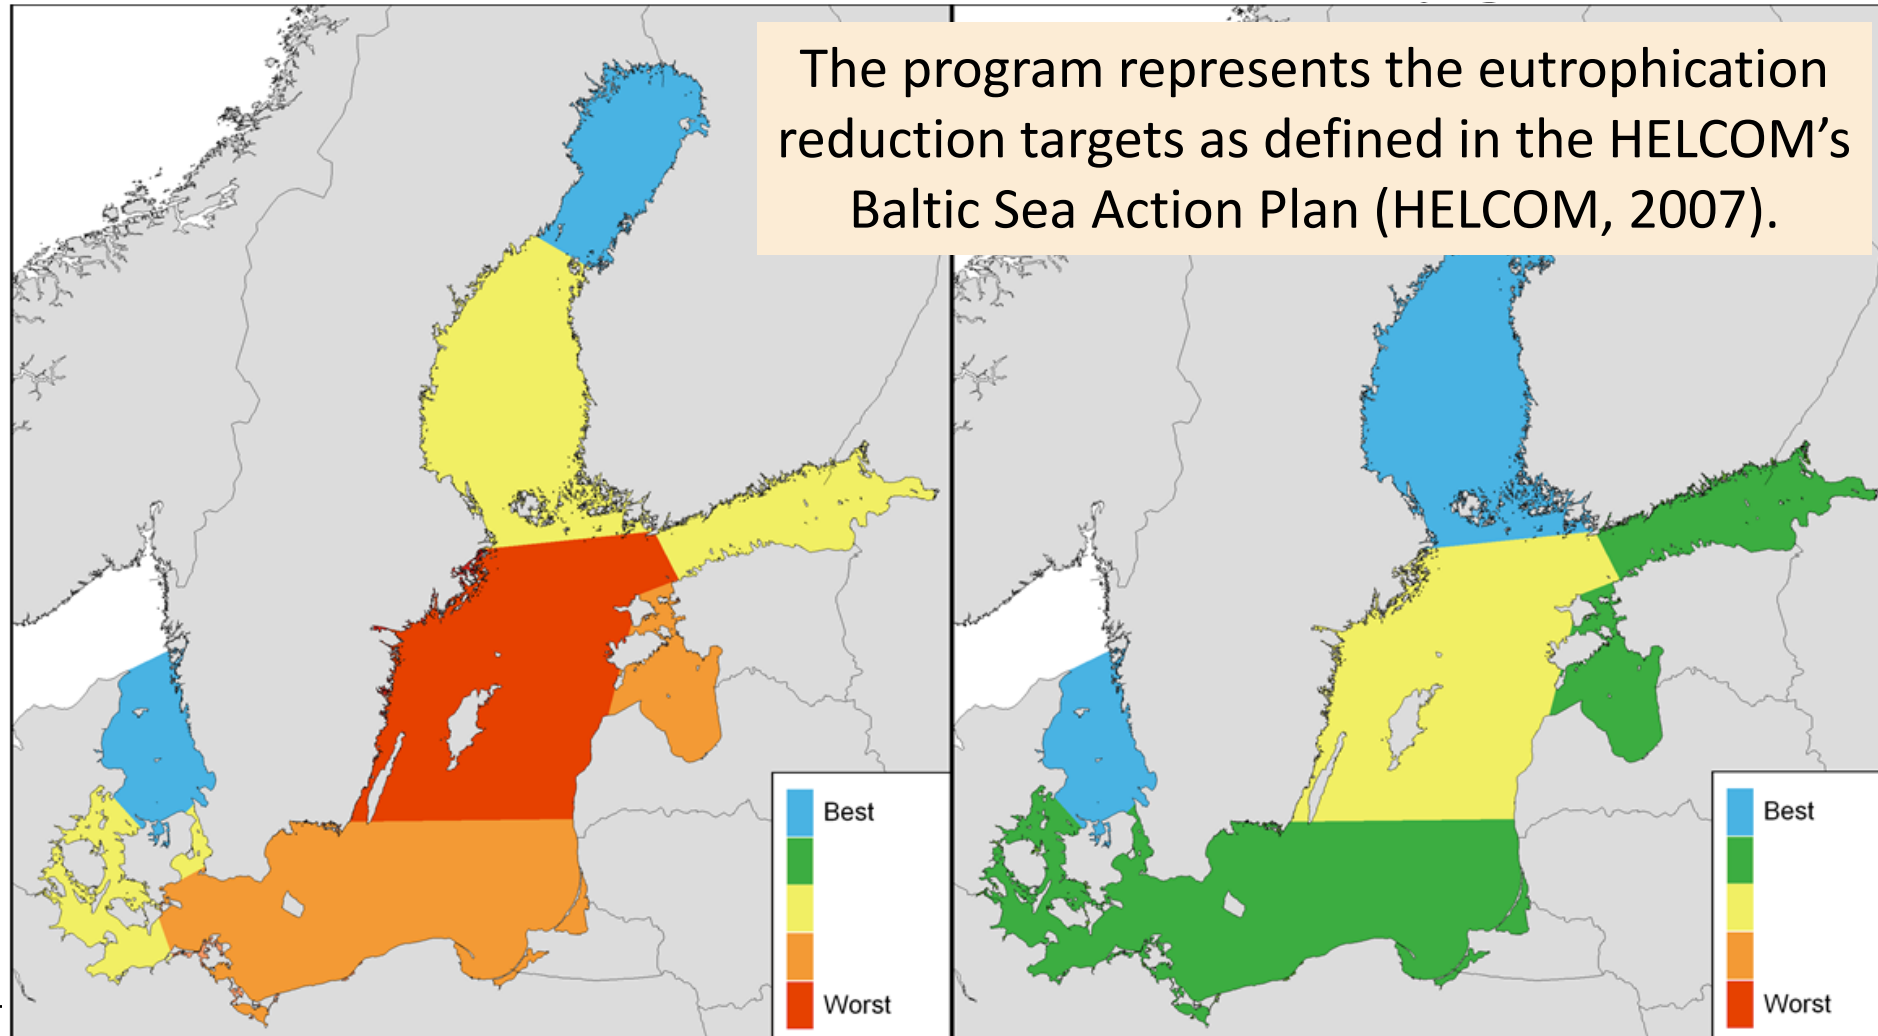 The program represents the eutrophication
reduction targets as defined in the HELCOM’s
Baltic Sea Action Plan (HELCOM, 2007).
Best
Worst
Best
Worst